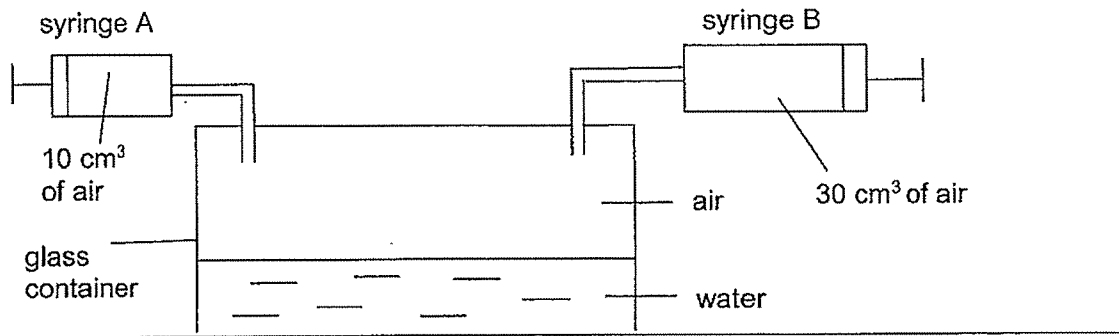 syringe A
syringe B
10 cm³
of air
30 cm³ of air
air
glass
container
water